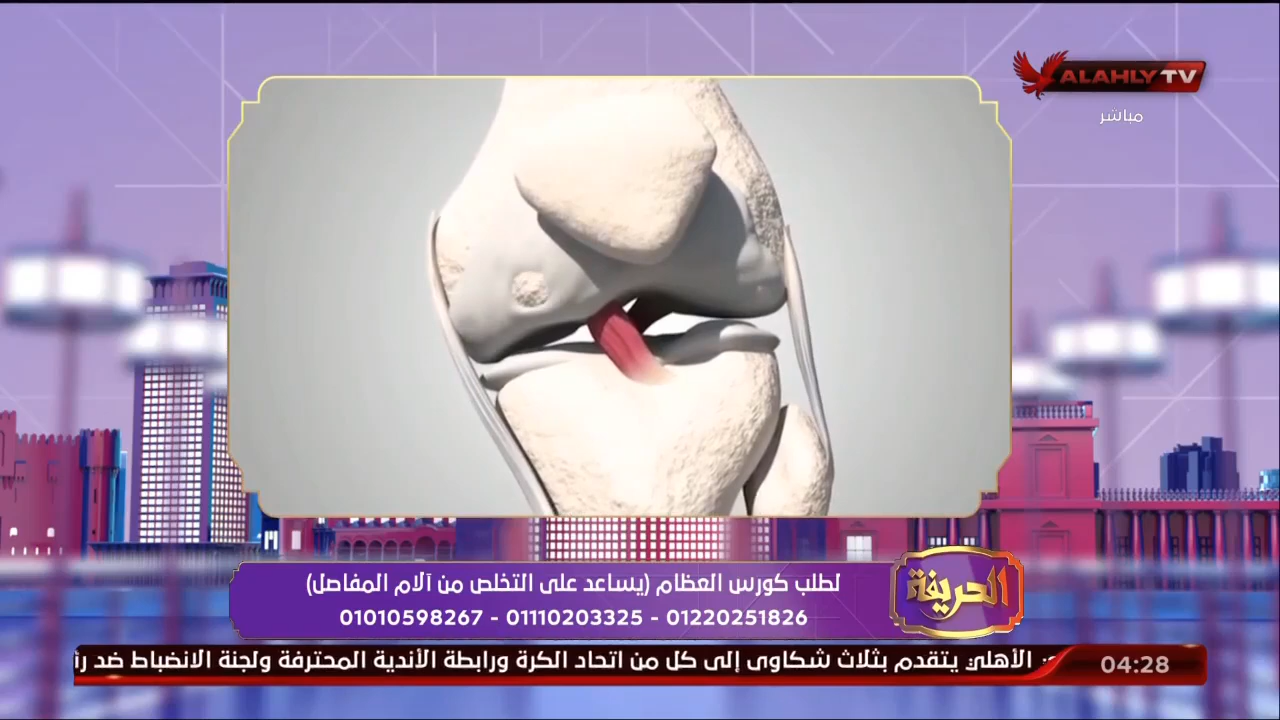 ALAHLY TV
مباشر
لطلب كورس العظام (يساعد على التخلص من آلام المفاصل)
01010598267 - 01110203325 - 01220251826
الحريفة
الأهلي يتقدم بثلاث شكاوى إلى كل من اتحاد الكرة ورابطة الأندية المحترفة ولجنة الانضباط ضد
04:28